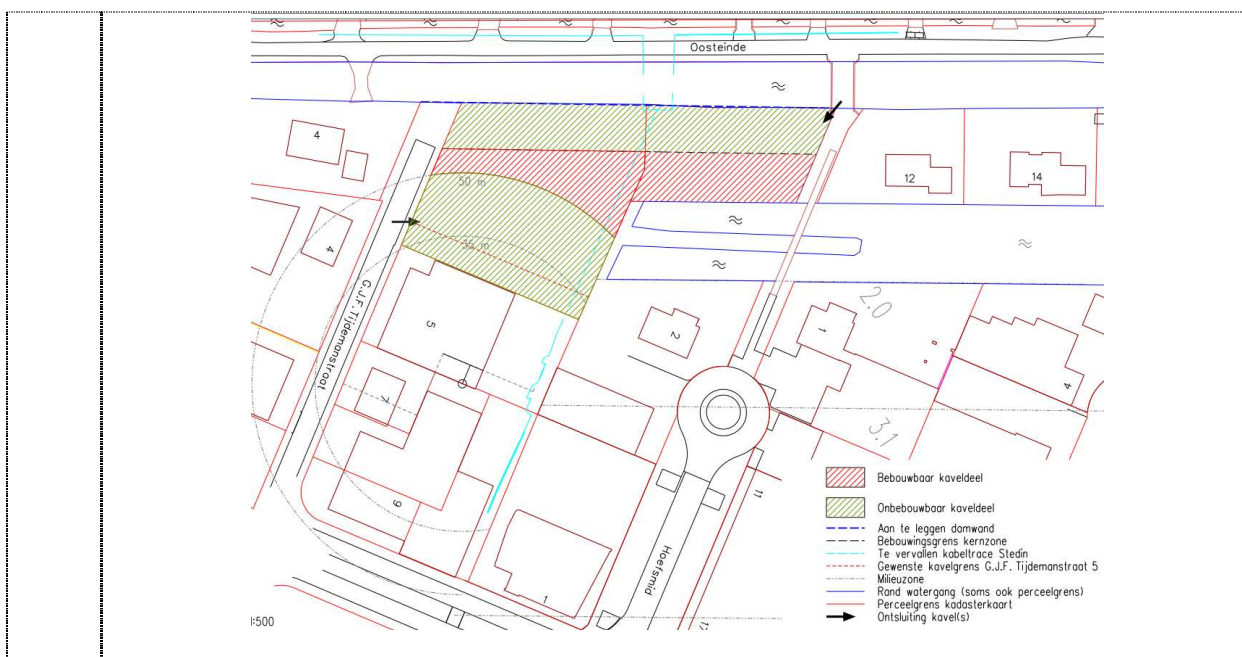 Oosteinde
4
12
14
50 m
4
35 m
G.J.F. Tijdemanstraat
5
2
1
2.0
4
7
3.1
9
11
Hoefsmid
1
17
1:500
Bebouwbaar kaveldeel
Onbebouwbaar kaveldeel
Aan te leggen damwand
Bebouwingsgrens kernzone
Te vervallen kabeltrace Stedin
Gewenste kavelgrens G.J.F. Tijdemanstraat 5
Milieuzone
Rand watergang (soms ook perceelgrens)
Perceelgrens kadasterkaart
Ontsluiting kavel(s)